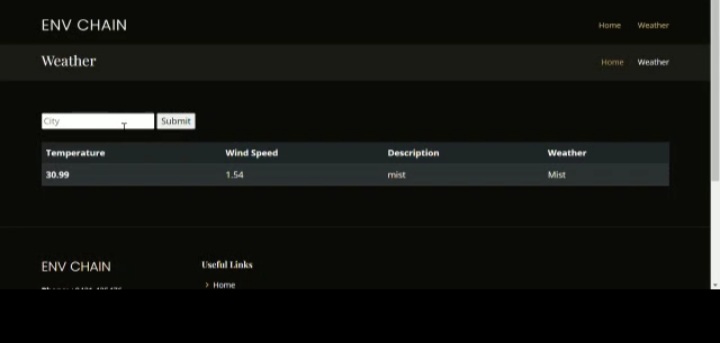 ENV CHAIN
Home Weather
Weather
Home Weather
City Submit
Temperature Wind Speed Description Weather
30.99 1.54 mist Mist
ENV CHAIN
Useful Links
> Home